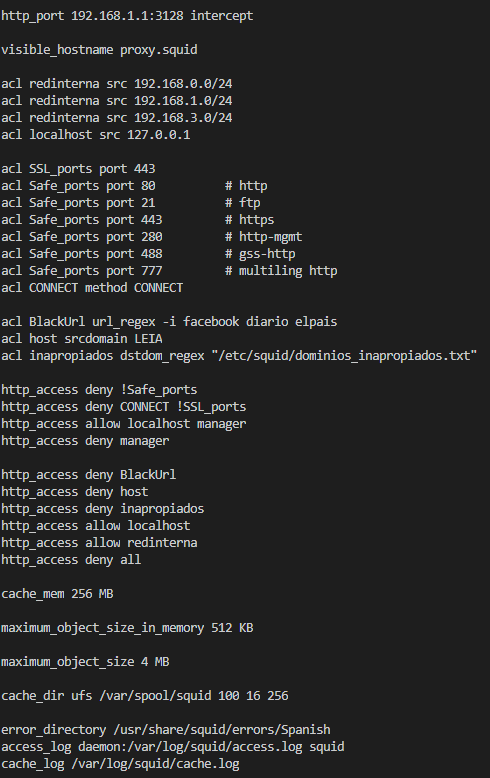 http_port 192.168.1.1:3128 intercept
visible_hostname proxy.squid
acl redinterna src 192.168.0.0/24
acl redinterna src 192.168.1.0/24
acl redinterna src 192.168.3.0/24
acl localhost src 127.0.0.1
acl SSL_ports port 443
acl Safe_ports port 80 # http
acl Safe_ports port 21 # ftp
acl Safe_ports port 443 # https
acl Safe_ports port 280 # http-mgmt
acl Safe_ports port 488 # gss-http
acl Safe_ports port 777 # multiling http
acl CONNECT method CONNECT
acl BlackUrl url_regex -i facebook diario elpais
acl host srcdomain LEIA
acl inapropiados dstdom_regex "/etc/squid/dominios_inapropiados.txt"
http_access deny !Safe_ports
http_access deny CONNECT !SSL_ports
http_access allow localhost manager
http_access deny manager
http_access deny BlackUrl
http_access deny host
http_access deny inapropiados
http_access allow localhost
http_access allow redinterna
http_access deny all
cache_mem 256 MB
maximum_object_size_in_memory 512 KB
maximum_object_size 4 MB
cache_dir ufs /var/spool/squid 100 16 256
error_directory /usr/share/squid/errors/Spanish
access_log daemon:/var/log/squid/access.log squid
cache_log /var/log/squid/cache.log